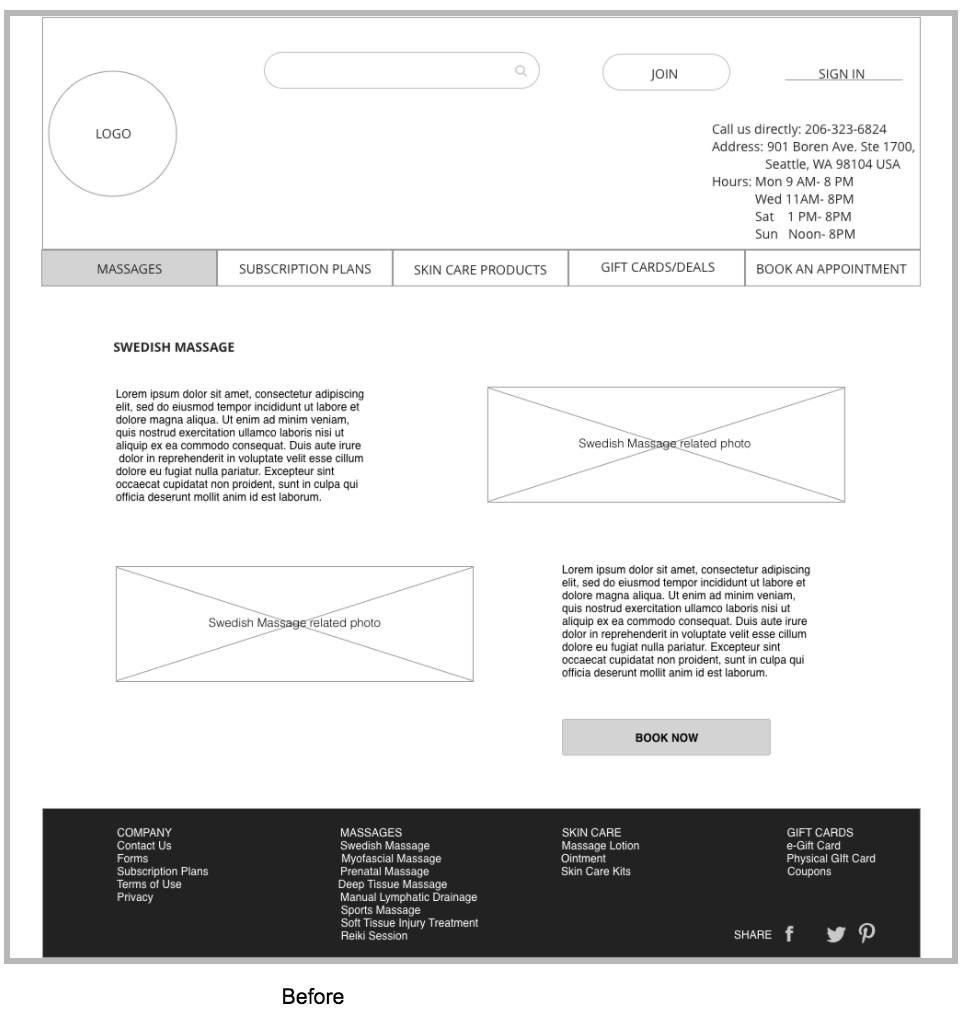 JOIN
SIGN IN
LOGO
Call us directly: 206-323-6824
Address: 901 Boren Ave. Ste 1700,
Seattle, WA 98104 USA
Hours: Mon 9 AM- 8 PM
Wed 11AM- 8PM
Sat 1 PM- 8PM
Sun Noon- 8PM
MASSAGES
SUBSCRIPTION PLANS
SKIN CARE PRODUCTS
GIFT CARDS/DEALS
BOOK AN APPOINTMENT
SWEDISH MASSAGE
Lorem ipsum dolor sit amet, consectetur adipiscing
elit, sed do eiusmod tempor incididunt ut labore et
dolore magna aliqua. Ut enim ad minim veniam,
quis nostrud exercitation ullamco laboris nisi ut
aliquip ex ea commodo consequat. Duis aute irure
dolor in reprehenderit in voluptate velit esse cillum
dolore eu fugiat nulla pariatur. Excepteur sint
occaecat cupidatat non proident, sunt in culpa qui
officia deserunt mollit anim id est laborum.
Swedish Massage related photo
Swedish Massage related photo
Lorem ipsum dolor sit amet, consectetur adipiscing
elit, sed do eiusmod tempor incididunt ut labore et
dolore magna aliqua. Ut enim ad minim veniam,
quis nostrud exercitation ullamco laboris nisi ut
aliquip ex ea commodo consequat. Duis aute irure
dolor in reprehenderit in voluptate velit esse cillum
dolore eu fugiat nulla pariatur. Excepteur sint
occaecat cupidatat non proident, sunt in culpa qui
officia deserunt mollit anim id est laborum.
BOOK NOW
COMPANY
Contact Us
Forms
Subscription Plans
Terms of Use
Privacy
MASSAGES
Swedish Massage
Myofascial Massage
Prenatal Massage
Deep Tissue Massage
Manual Lymphatic Drainage
Sports Massage
Soft Tissue Injury Treatment
Reiki Session
SKIN CARE
Massage Lotion
Ointment
Skin Care Kits
GIFT CARDS
e-Gift Card
Physical GIft Card
Coupons
SHARE
Before